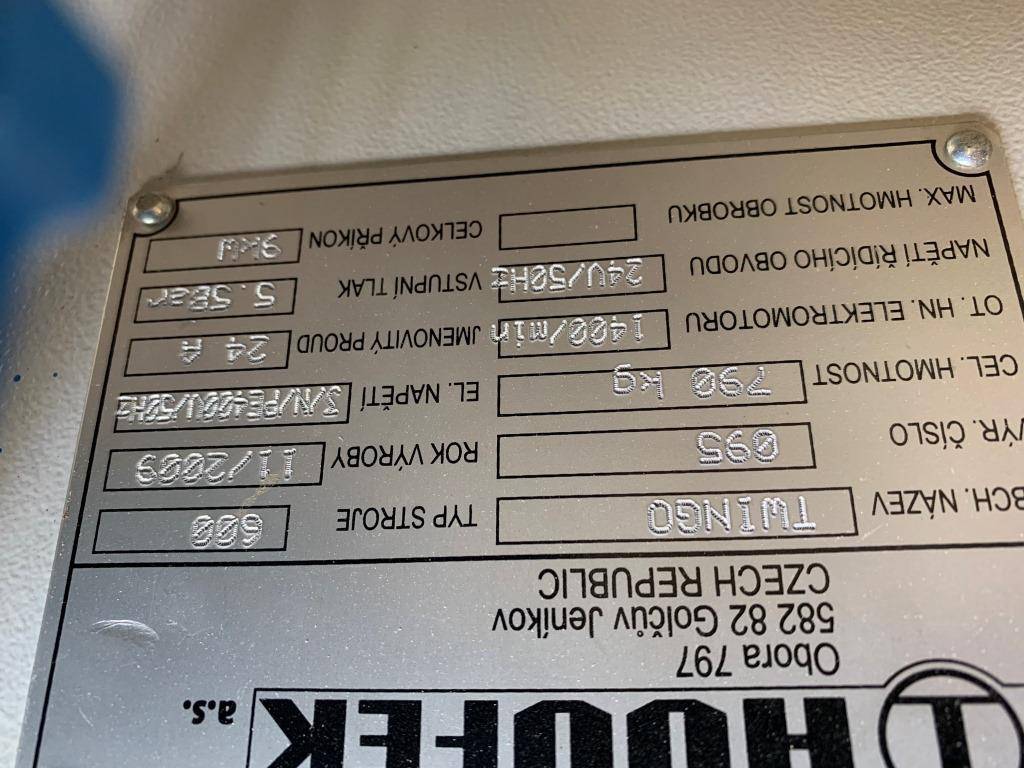 HOUFEK a.s.
Obora 797
582 82 Golčův Jeníkov
CZECH REPUBLIC
OBCH. NÁZEV TWINGO TYP STROJE 600
VÝR. ČÍSLO 095 ROK VÝROBY 11/2009
CEL. HMOTNOST 790 kg EL. NAPĚTÍ 3/N/PE400V/50Hz
OT. HN. ELEKTROMOTORU 1400/min JMENOVITÝ PROUD 24 A
NAPĚTÍ ŘÍDÍCÍHO OBVODU 24V/50Hz VSTUPNÍ TLAK 5.5Bar
MAX. HMOTNOST OBROBKU CELKOVÝ PŘÍKON 9kW